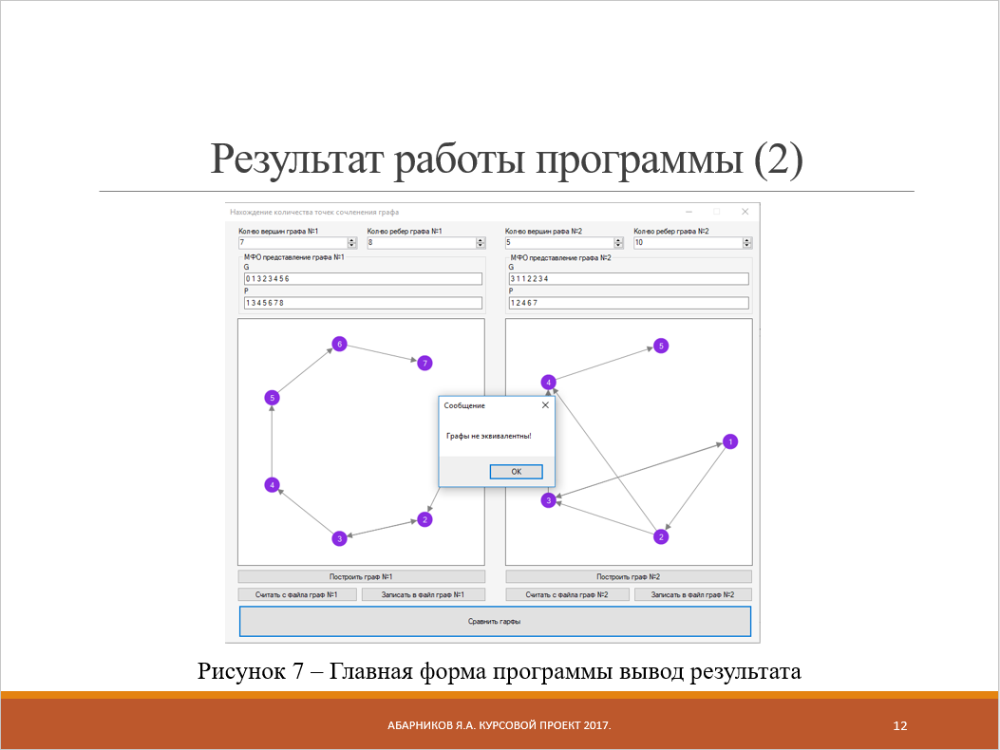 Результат работы программы (2)
Нахождение количества точек сочленения графа
Кол-во вершин графа №1
Кол-во ребер графа №1
Кол-во вершин рафа №2
Кол-во ребер графа №2
7
8
5
10
МФО представление графа №1
МФО представление графа №2
G
G
0 1 3 2 3 4 5 6
3 1 1 2 2 3 4
P
P
1 3 4 5 6 7 8
1 2 4 6 7
6
7
5
4
3
2
5
4
1
3
2
Сообщение
Графы не эквивалентны!
OK
Построить граф №1
Построить граф №2
Считать с файла граф №1
Записать в файл граф №1
Считать с файла граф №2
Записать в файл граф №2
Сравнить гарфы
Рисунок 7 – Главная форма программы вывод результата
АБАРНИКОВ Я.А. КУРСОВОЙ ПРОЕКТ 2017.
12